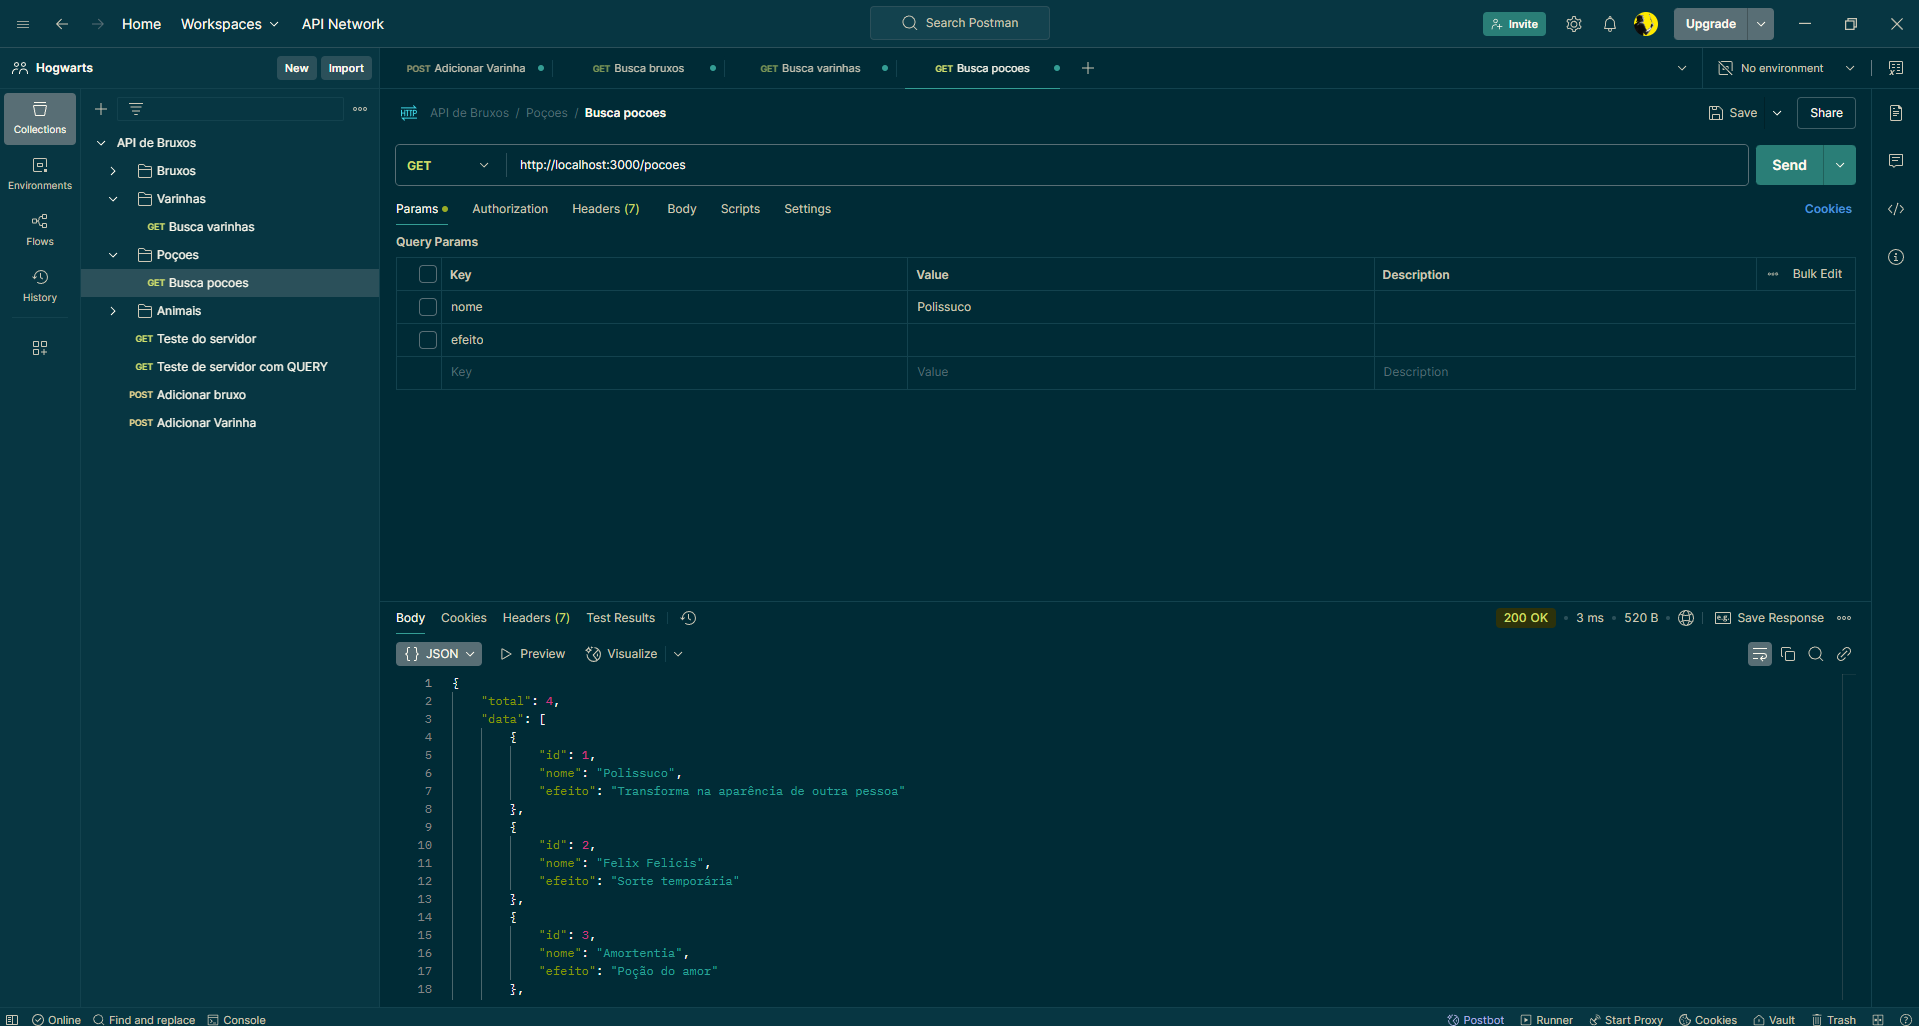 Home Workspaces API Network Search Postman Invite Upgrade
Hogwarts New Import
POST Adicionar Varinha GET Busca bruxos GET Busca varinhas GET Busca pocoes No environment
Collections
Environments
Flows
History
API de Bruxos
Bruxos
Varinhas
GET Busca varinhas
Poçoes
GET Busca pocoes
Animais
GET Teste do servidor
GET Teste de servidor com QUERY
POST Adicionar bruxo
POST Adicionar Varinha
HTTP API de Bruxos / Poçoes / Busca pocoes Save Share
GET http://localhost:3000/pocoes Send
Params Authorization Headers (7) Body Scripts Settings Cookies
Query Params
Key Value Description Bulk Edit
nome Polissuco
efeito
Key Value Description
Body Cookies Headers (7) Test Results 200 OK 3 ms 520 B e.g. Save Response
{ } JSON Preview Visualize
1 {
2 "total": 4,
3 "data": [
4 {
5 "id": 1,
6 "nome": "Polissuco",
7 "efeito": "Transforma na aparência de outra pessoa"
8 },
9 {
10 "id": 2,
11 "nome": "Felix Felicis",
12 "efeito": "Sorte temporária"
13 },
14 {
15 "id": 3,
16 "nome": "Amortentia",
17 "efeito": "Poção do amor"
18 },
Online Find and replace Console Postbot Runner Start Proxy Cookies Vault Trash